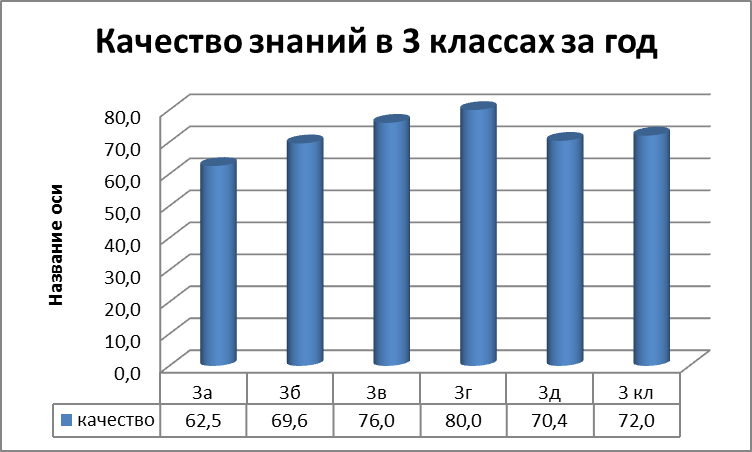 Качество знаний в 3 классах за год
Название оси
80,0
70,0
60,0
50,0
40,0
30,0
20,0
10,0
0,0
3а 3б 3в 3г 3д 3 кл
качество 62,5 69,6 76,0 80,0 70,4 72,0